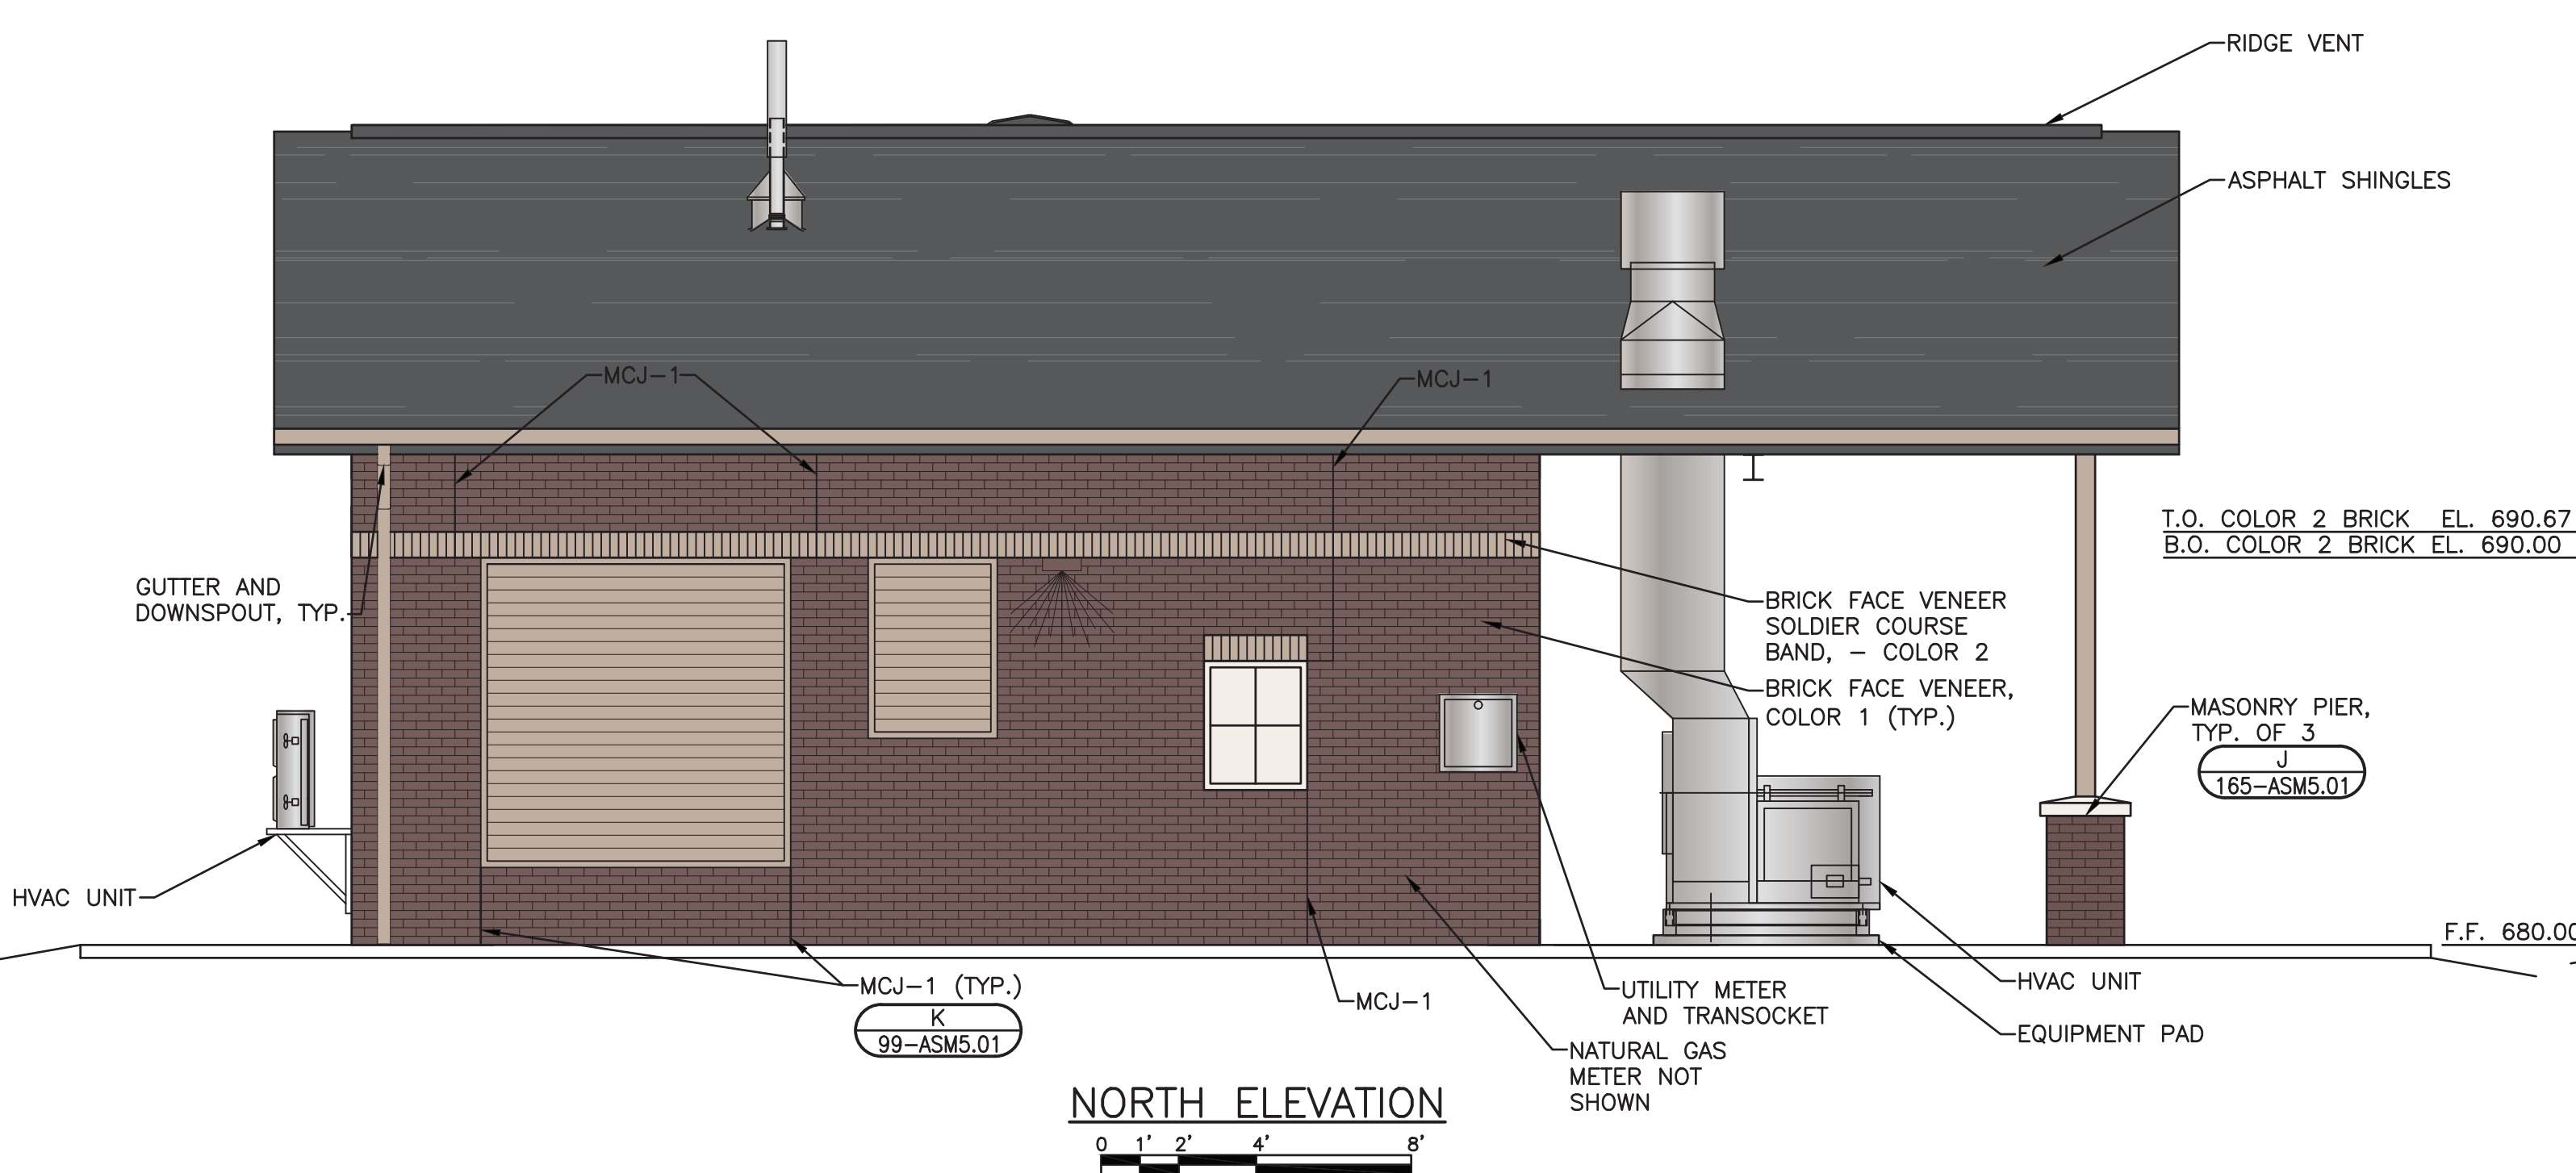 RIDGE VENT
ASPHALT SHINGLES
MCJ-1
MCJ-1
T.O. COLOR 2 BRICK EL. 690.67
B.O. COLOR 2 BRICK EL. 690.00
GUTTER AND
DOWNSPOUT, TYP.
BRICK FACE VENEER
SOLDIER COURSE
BAND, - COLOR 2
BRICK FACE VENEER,
COLOR 1 (TYP.)
MASONRY PIER,
TYP. OF 3
J
165-ASM5.01
HVAC UNIT
F.F. 680.00
MCJ-1 (TYP.)
K
99-ASM5.01
MCJ-1
UTILITY METER
AND TRANSOCKET
HVAC UNIT
EQUIPMENT PAD
NATURAL GAS
METER NOT
SHOWN
NORTH ELEVATION
0 1' 2' 4' 8'